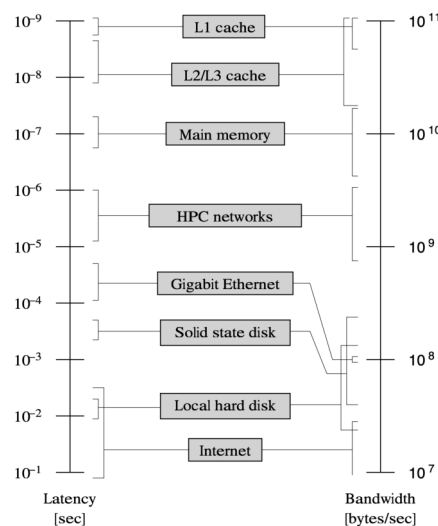 10⁻⁹ L1 cache 10¹¹
10⁻⁸ L2/L3 cache
10⁻⁷ Main memory 10¹⁰
10⁻⁶
HPC networks
10⁻⁵ 10⁹
Gigabit Ethernet
10⁻⁴
Solid state disk
10⁻³ 10⁸
10⁻² Local hard disk
Internet
10⁻¹ 10⁷
Latency Bandwidth
[sec] [bytes/sec]